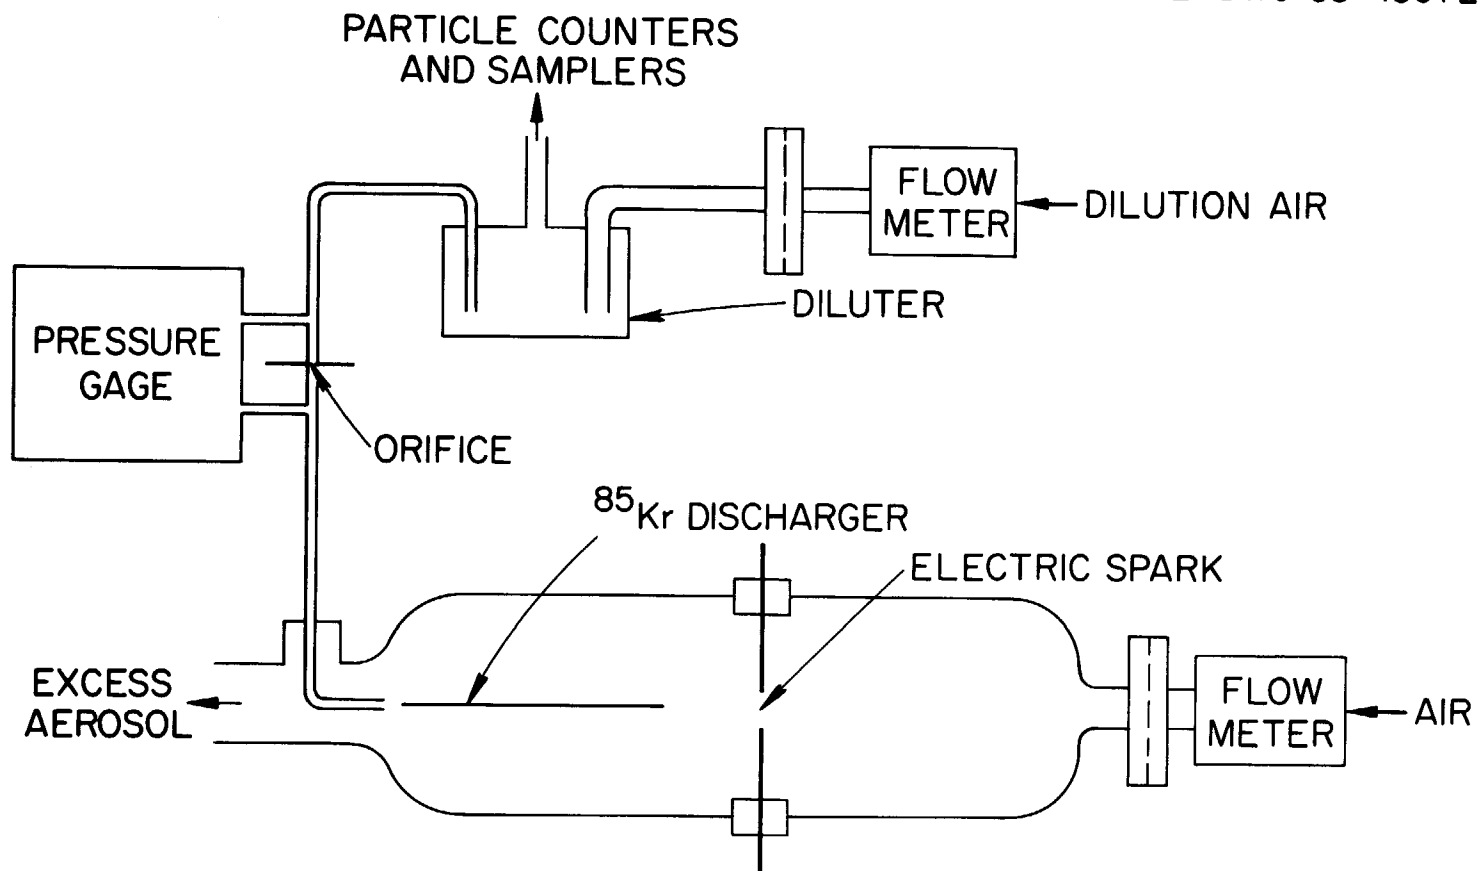 PARTICLE COUNTERS
AND SAMPLERS
FLOW
METER
DILUTION AIR
DILUTER
PRESSURE
GAGE
ORIFICE
⁸⁵Kr DISCHARGER
ELECTRIC SPARK
EXCESS
AEROSOL
FLOW
METER
AIR